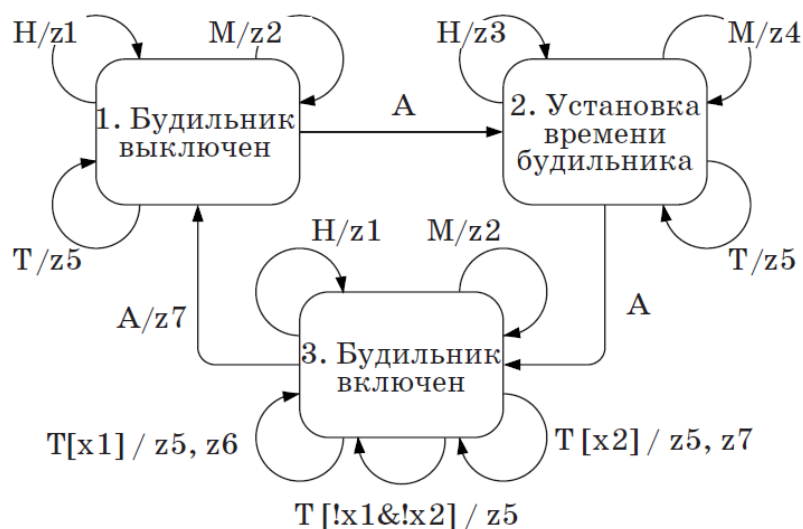 H/z1
M/z2
H/z3
M/z4
1. Будильник
выключен
A
2. Установка
времени
будильника
T/z5
T/z5
H/z1
M/z2
A/z7
A
3. Будильник
включен
T[x1] / z5, z6
T [x2] / z5, z7
T [!x1&!x2] / z5